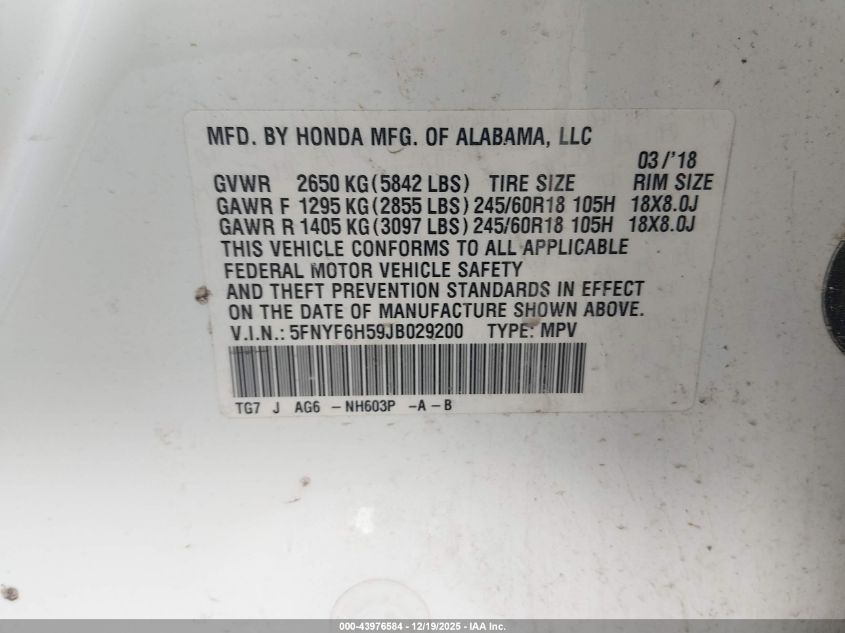 MFD. BY HONDA MFG. OF ALABAMA, LLC
03/'18
GVWR 2650 KG (5842 LBS) TIRE SIZE RIM SIZE
GAWR F 1295 KG (2855 LBS) 245/60R18 105H 18X8.0J
GAWR R 1405 KG (3097 LBS) 245/60R18 105H 18X8.0J
THIS VEHICLE CONFORMS TO ALL APPLICABLE
FEDERAL MOTOR VEHICLE SAFETY
AND THEFT PREVENTION STANDARDS IN EFFECT
ON THE DATE OF MANUFACTURE SHOWN ABOVE.
V.I.N.: 5FNYF6H59JB029200 TYPE: MPV
TG7 J AG6 - NH603P -A - B
000-43976584 - 12/19/2025 - IAA Inc.